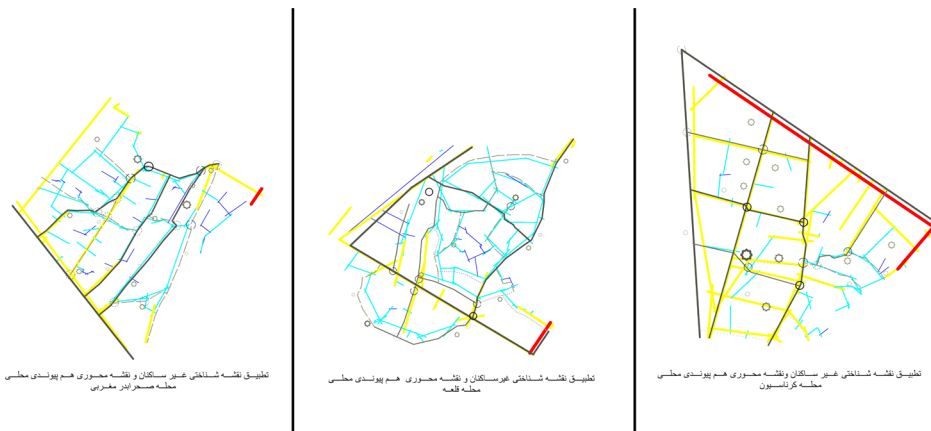 تطبیق نقشه شناختی غیر ساکنان و نقشه محوری هم پیوندی محلی
محله صحرابدر مغربی
تطبیق نقشه شناختی غیرساکنان و نقشه محوری هم پیوندی محلی
محله قلعه
تطبیق نقشه شناختی غیر ساکنان ونقشه محوری هم پیوندی محلی
محله کرناسیون